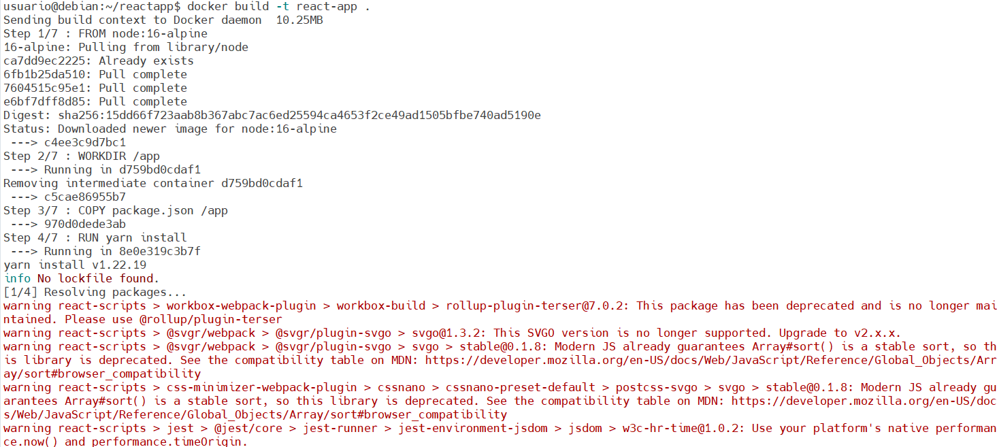 usuario@debian:~/reactapp$ docker build -t react-app .
Sending build context to Docker daemon  10.25MB
Step 1/7 : FROM node:16-alpine
16-alpine: Pulling from library/node
ca7dd9ec2225: Already exists
6fb1b25da510: Pull complete
7604515c95e1: Pull complete
e6bf7dff8d85: Pull complete
Digest: sha256:15dd66f723aab8b367abc7ac6ed25594ca4653f2ce49ad1505bfbe740ad5190e
Status: Downloaded newer image for node:16-alpine
 ---> c4ee3c9d7bc1
Step 2/7 : WORKDIR /app
 ---> Running in d759bd0cdaf1
Removing intermediate container d759bd0cdaf1
 ---> c5cae86955b7
Step 3/7 : COPY package.json /app
 ---> 970d0dede3ab
Step 4/7 : RUN yarn install
 ---> Running in 8e0e319c3b7f
yarn install v1.22.19
info No lockfile found.
[1/4] Resolving packages...
warning react-scripts > workbox-webpack-plugin > workbox-build > rollup-plugin-terser@7.0.2: This package has been deprecated and is no longer mai
ntained. Please use @rollup/plugin-terser
warning react-scripts > @svgr/webpack > @svgr/plugin-svgo > svgo@1.3.2: This SVGO version is no longer supported. Upgrade to v2.x.x.
warning react-scripts > @svgr/webpack > @svgr/plugin-svgo > svgo > stable@0.1.8: Modern JS already guarantees Array#sort() is a stable sort, so th
is library is deprecated. See the compatibility table on MDN: https://developer.mozilla.org/en-US/docs/Web/JavaScript/Reference/Global_Objects/Arr
ay/sort#browser_compatibility
warning react-scripts > css-minimizer-webpack-plugin > cssnano > cssnano-preset-default > postcss-svgo > svgo > stable@0.1.8: Modern JS already gu
arantees Array#sort() is a stable sort, so this library is deprecated. See the compatibility table on MDN: https://developer.mozilla.org/en-US/doc
s/Web/JavaScript/Reference/Global_Objects/Array/sort#browser_compatibility
warning react-scripts > jest > @jest/core > jest-runner > jest-environment-jsdom > jsdom > w3c-hr-time@1.0.2: Use your platform's native performan
ce.now() and performance.timeOrigin.